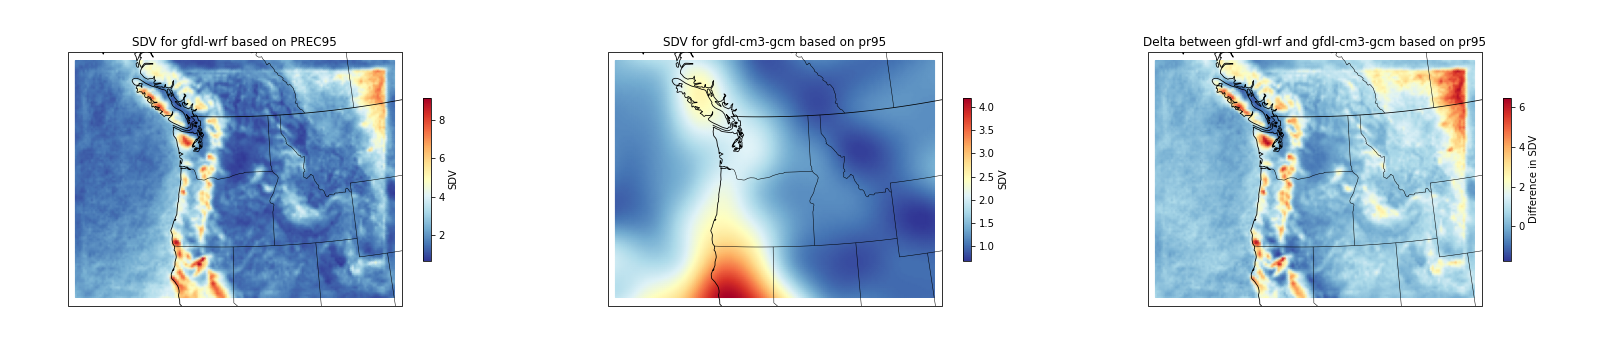 SDV for gfdl-wrf based on PREC95
8
6
4
2
SDV
SDV for gfdl-cm3-gcm based on pr95
4.0
3.5
3.0
2.5
2.0
1.5
1.0
SDV
Delta between gfdl-wrf and gfdl-cm3-gcm based on pr95
6
4
2
0
Difference in SDV